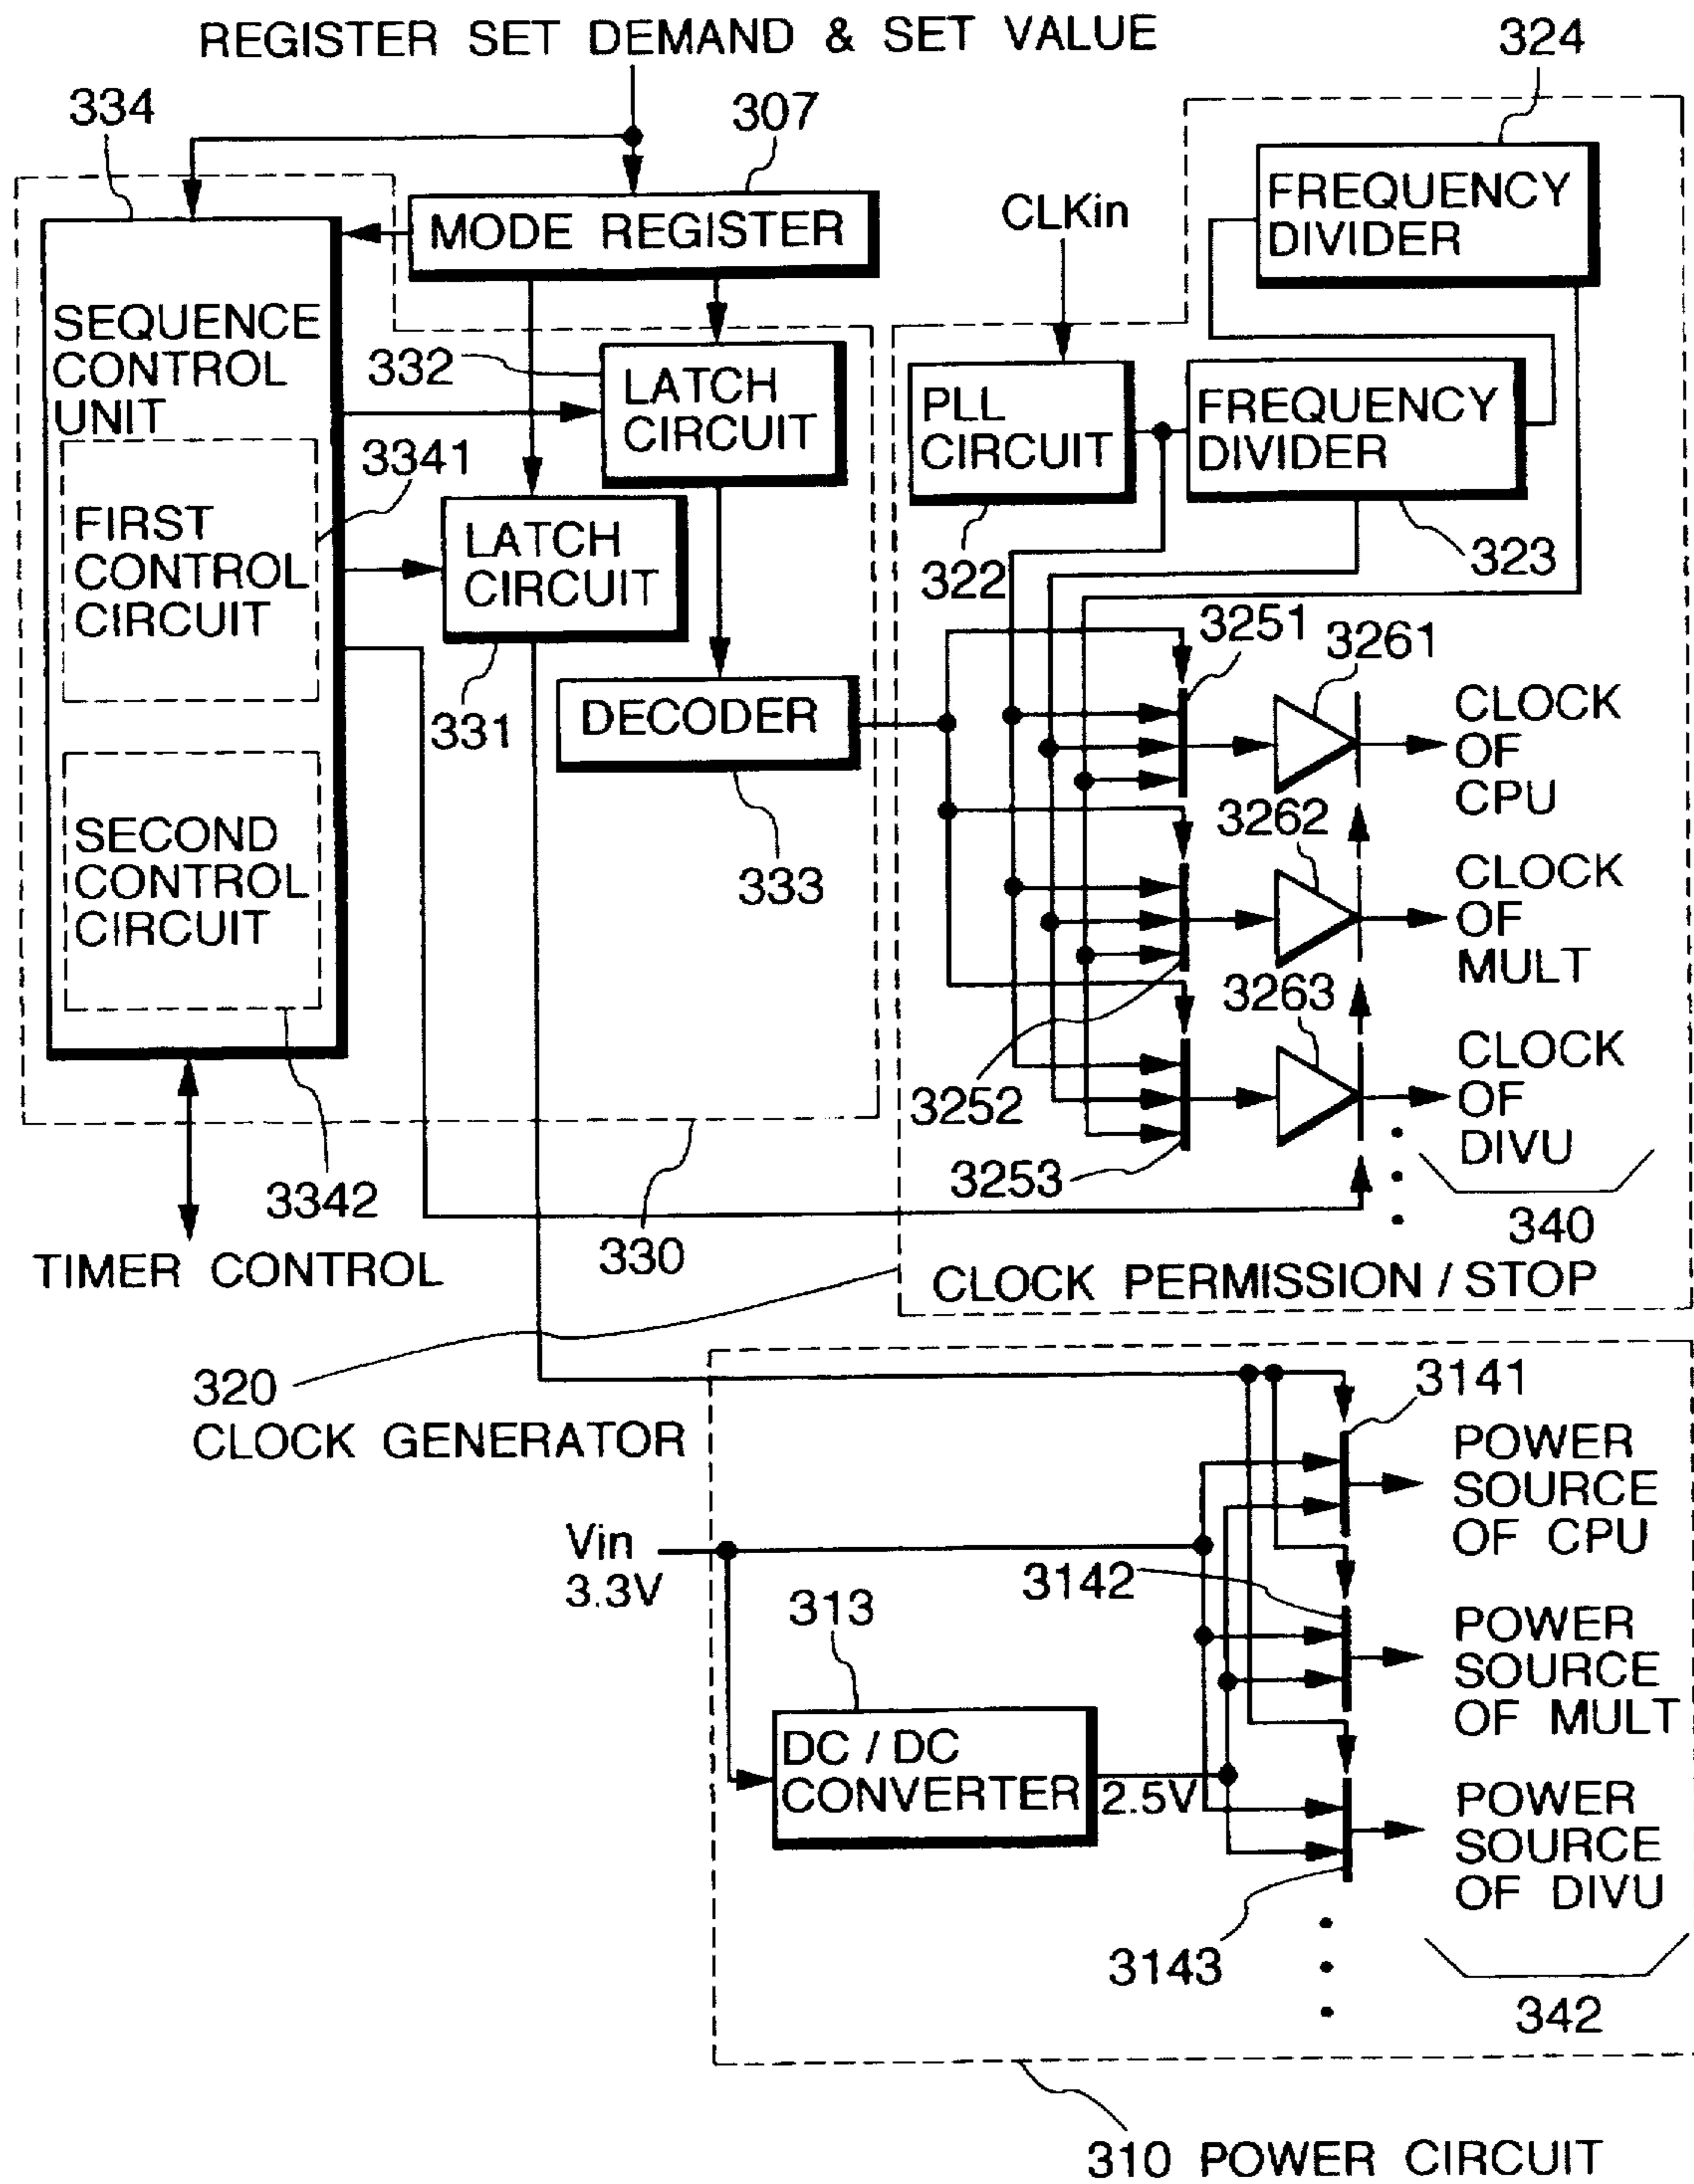 REGISTER SET DEMAND & SET VALUE
324
334
307
FREQUENCY
DIVIDER
CLKin
MODE REGISTER
SEQUENCE
CONTROL
UNIT
332
LATCH
CIRCUIT
PLL
CIRCUIT
FREQUENCY
DIVIDER
3341
FIRST
CONTROL
CIRCUIT
LATCH
CIRCUIT
322
323
3251
3261
331
DECODER
CLOCK
OF
CPU
3262
SECOND
CONTROL
CIRCUIT
333
CLOCK
OF
MULT
3263
3252
CLOCK
OF
DIVU
3253
3342
330
340
TIMER CONTROL
CLOCK PERMISSION / STOP
320
CLOCK GENERATOR
3141
POWER
SOURCE
OF CPU
Vin
3.3V
3142
313
POWER
SOURCE
OF MULT
DC / DC
CONVERTER
2.5V
POWER
SOURCE
OF DIVU
3143
342
310 POWER CIRCUIT